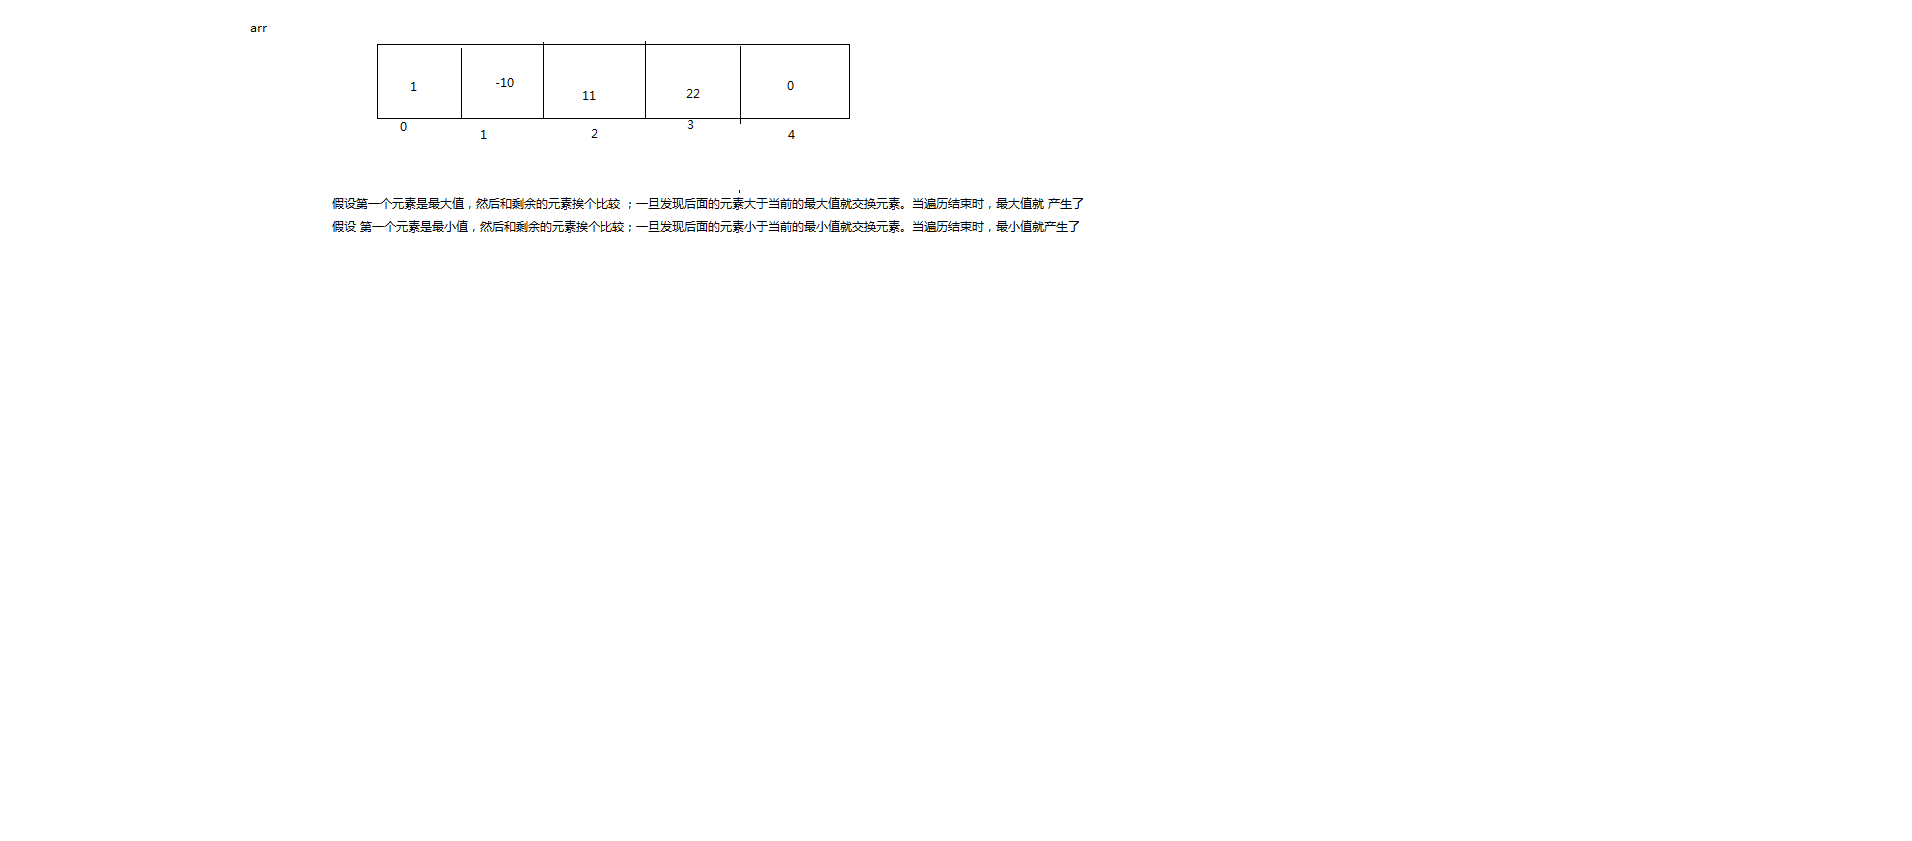 arr
1 -10 11 22 0
0 1 2 3 4
假设第一个元素是最大值，然后和剩余的元素挨个比较 ；一旦发现后面的元素大于当前的最大值就交换元素。当遍历结束时，最大值就 产生了
假设 第一个元素是最小值，然后和剩余的元素挨个比较；一旦发现后面的元素小于当前的最小值就交换元素。当遍历结束时，最小值就产生了